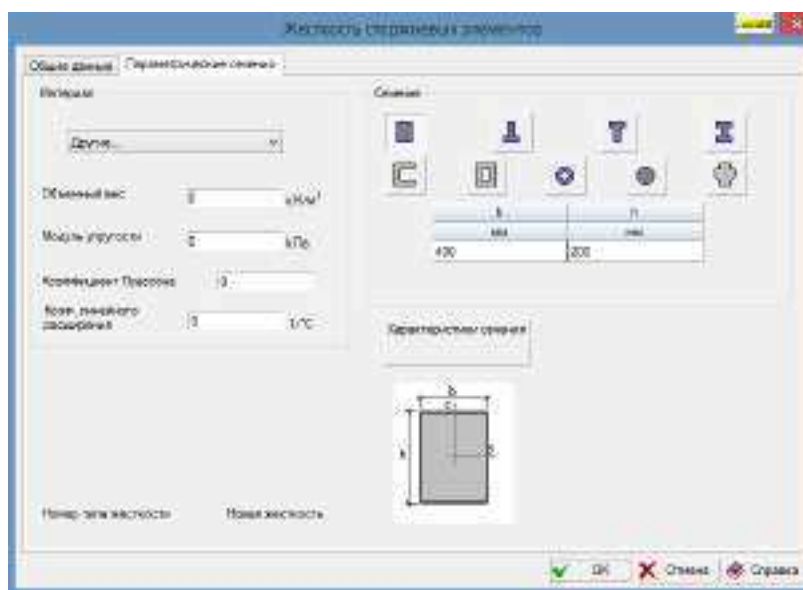 Жесткость стержневых элементов
Общие данные Параметрические сечения
Материал
Другие...
Объемный вес 0 кН/м³
Модуль упругости 0 кПа
Коэффициент Пуассона 0
Коэф. линейного
расширения 0 1/°C
Сечение
b h
мм мм
400 200
Характеристики сечения
b
h
Номер типа жесткости Новая жесткость
OK Отмена Справка